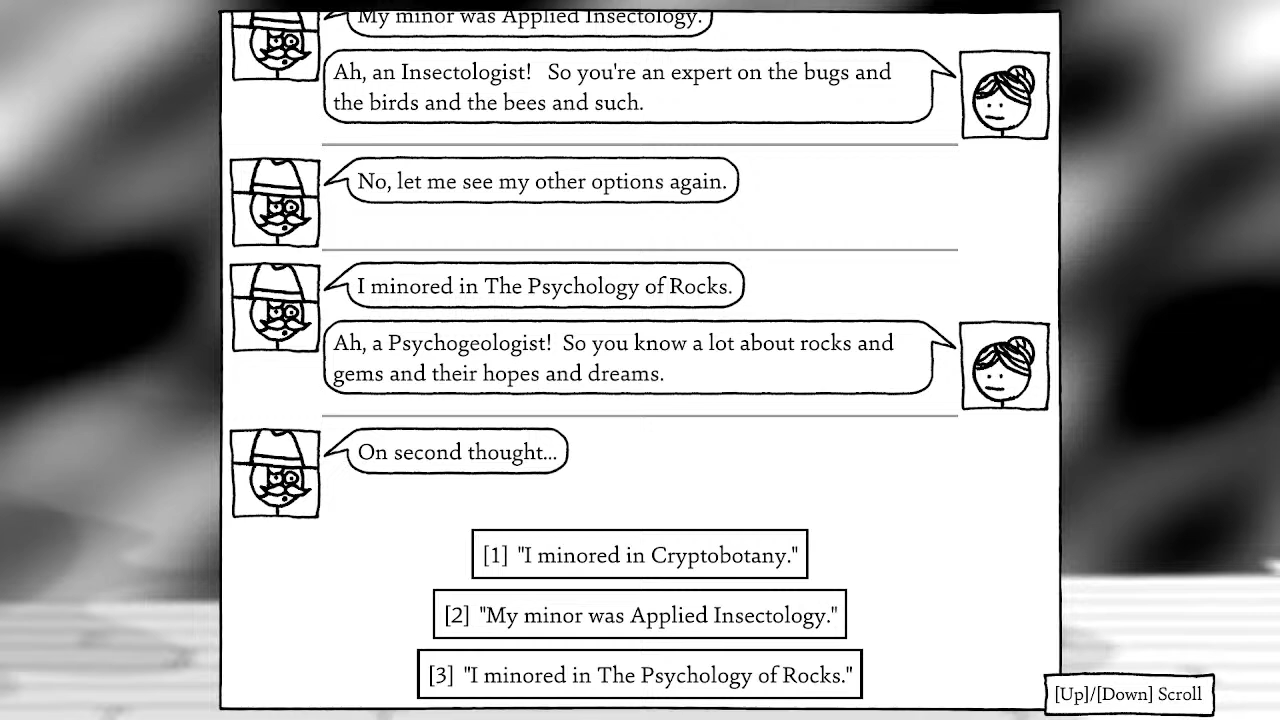 My minor was Applied Insectology.
Ah, an Insectologist!  So you're an expert on the bugs and
the birds and the bees and such.
No, let me see my other options again.
I minored in The Psychology of Rocks.
Ah, a Psychogeologist!  So you know a lot about rocks and
gems and their hopes and dreams.
On second thought...
[1] "I minored in Cryptobotany."
[2] "My minor was Applied Insectology."
[3] "I minored in The Psychology of Rocks."
[Up]/[Down] Scroll